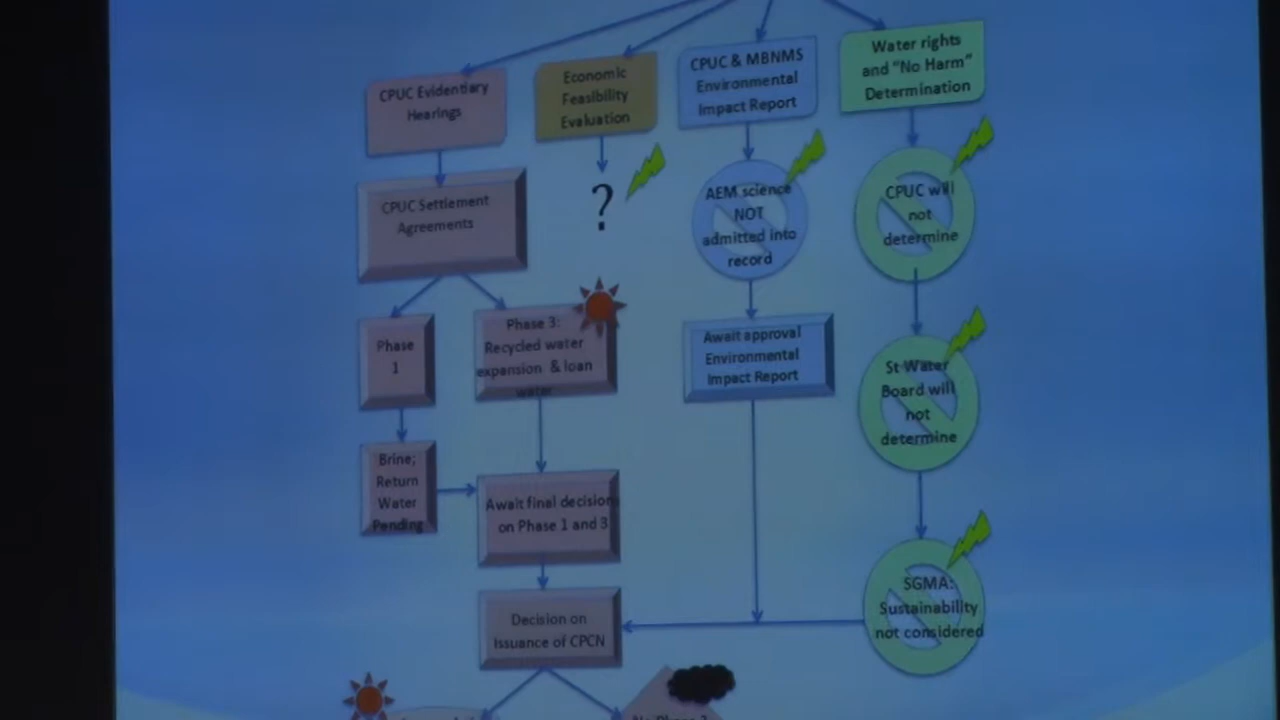 CPUC Evidentiary
Hearings
Economic
Feasibility
Evaluation
CPUC & MBNMS
Environmental
Impact Report
Water rights
and “No Harm”
Determination
CPUC Settlement
Agreements
?
AEM science
NOT
admitted into
record
CPUC will
not
determine
Phase
1
Phase 3:
Recycled water
expansion & loan
water
Await approval
Environmental
Impact Report
St Water
Board will
not
determine
Brine;
Return
Water
Pending
Await final decision
on Phase 1 and 3
SGMA:
Sustainability
not considered
Decision on
issuance of CPCN
No Phase 3